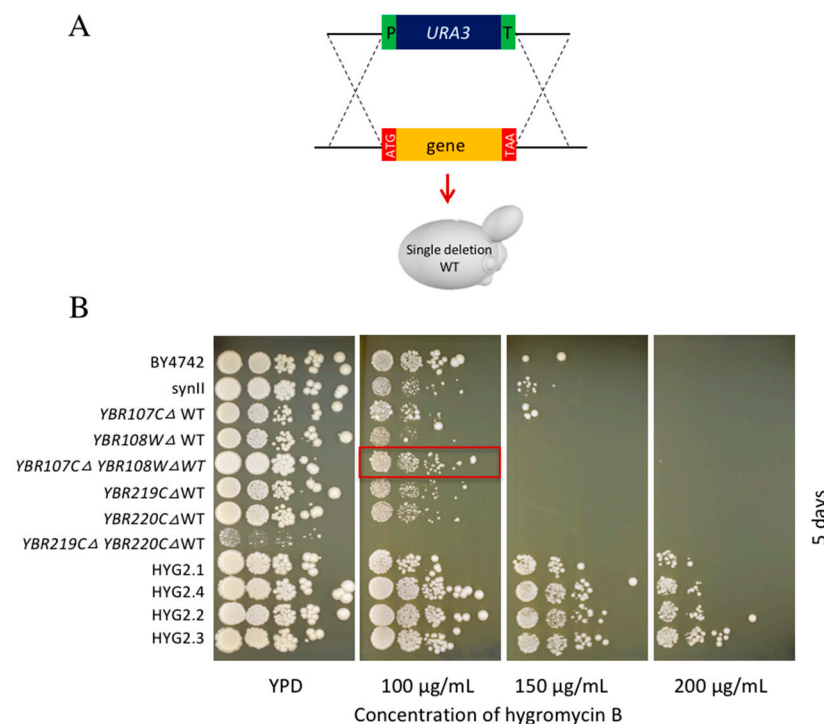 A
P URA3 T
ATG gene TAA
Single deletion
WT
B
BY4742
synII
YBR107CΔ WT
YBR108WΔ WT
YBR107CΔ YBR108WΔWT
YBR219CΔWT
YBR220CΔWT
YBR219CΔ YBR220CΔWT
HYG2.1
HYG2.4
HYG2.2
HYG2.3
5 days
YPD 100 µg/mL 150 µg/mL 200 µg/mL
Concentration of hygromycin B